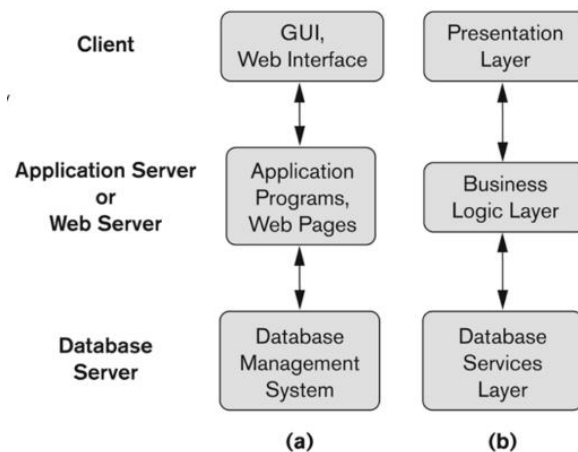 Client
GUI,
Web Interface
Presentation
Layer
Application Server
or
Web Server
Application
Programs,
Web Pages
Business
Logic Layer
Database
Server
Database
Management
System
Database
Services
Layer
(a)
(b)